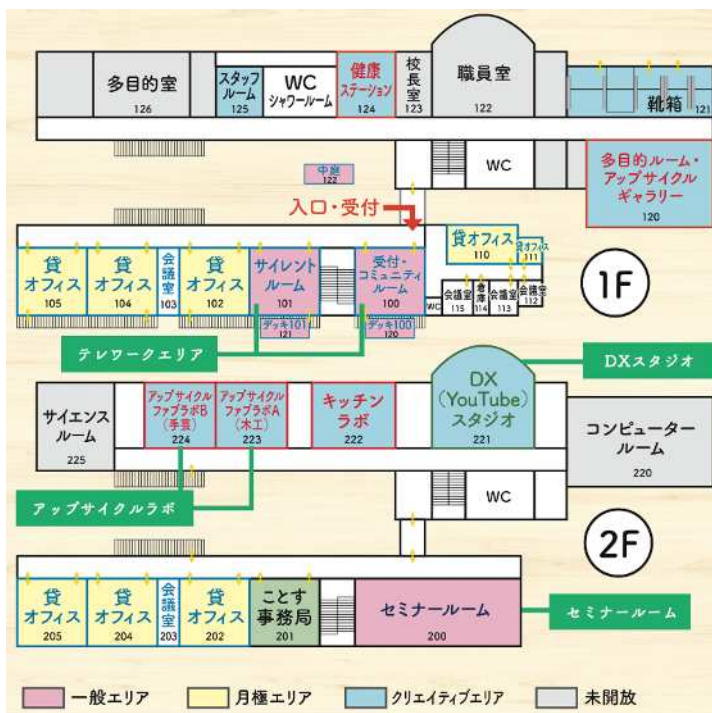 多目的室
126
スタッフ
ルーム
125
WC
シャワールーム
健康
ステーション
124
校長室
123
職員室
122
靴箱
121
WC
多目的ルーム・
アップサイクル
ギャラリー
120
中庭
122
入口・受付
貸
オフィス
105
貸
オフィス
104
会議室
103
貸
オフィス
102
サイレント
ルーム
101
受付・
コミュニティ
ルーム
100
貸オフィス
110
貸オフィス
111
WC
会議室
115
倉庫
114
会議室
113
会議室
112
1F
デッキ101
121
デッキ100
120
テレワークエリア
DXスタジオ
サイエンス
ルーム
225
アップサイクル
ファブラボB
(手芸)
224
アップサイクル
ファブラボA
(木工)
223
キッチン
ラボ
222
DX
(YouTube)
スタジオ
221
コンピューター
ルーム
220
WC
アップサイクルラボ
2F
貸
オフィス
205
貸
オフィス
204
会議室
203
貸
オフィス
202
ことす
事務局
201
セミナールーム
200
セミナールーム
一般エリア
月極エリア
クリエイティブエリア
未開放